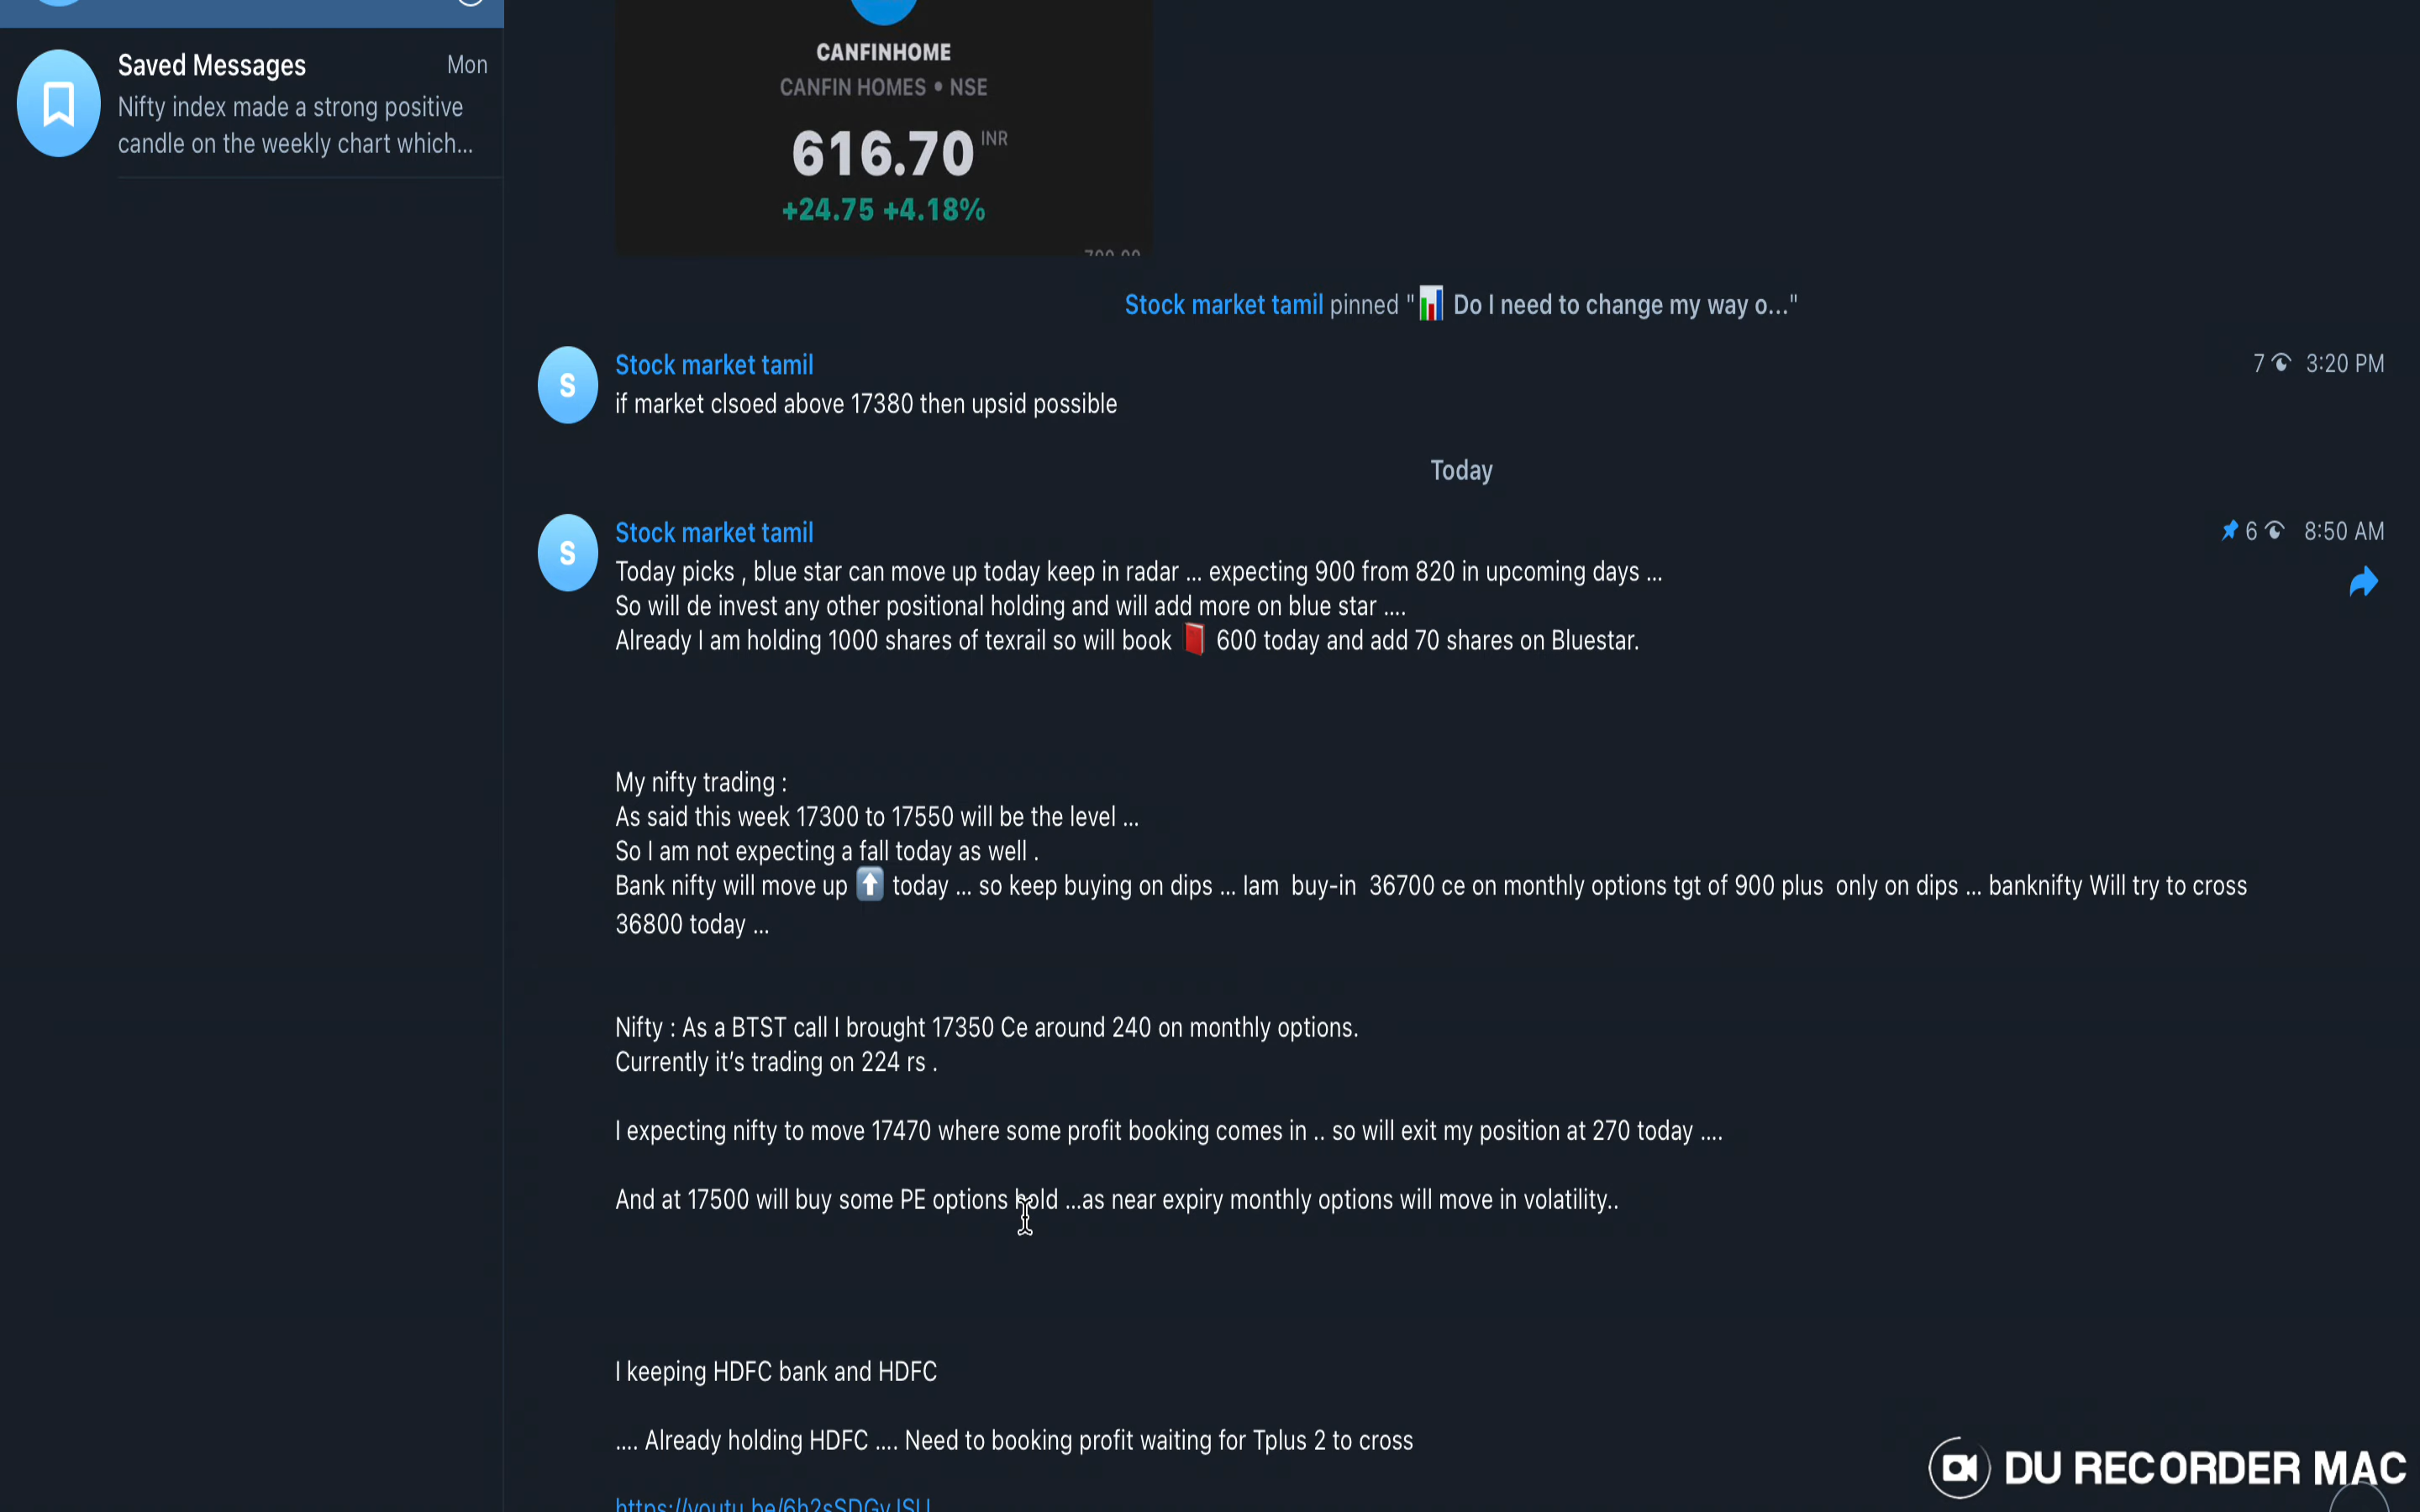 Saved Messages
Mon
Nifty index made a strong positive
candle on the weekly chart which...
CANFINHOME
CANFIN HOMES • NSE
616.70 INR
+24.75 +4.18%
Stock market tamil pinned "📊 Do I need to change my way o..."
Stock market tamil
7 3:20 PM
if market clsoed above 17380 then upsid possible
Today
Stock market tamil
6 8:50 AM
Today picks , blue star can move up today keep in radar ... expecting 900 from 820 in upcoming days ...
So will de invest any other positional holding and will add more on blue star ....
Already I am holding 1000 shares of texrail so will book 📕 600 today and add 70 shares on Bluestar.
My nifty trading :
As said this week 17300 to 17550 will be the level ...
So I am not expecting a fall today as well .
Bank nifty will move up ⬆️ today ... so keep buying on dips ... Iam buy-in 36700 ce on monthly options tgt of 900 plus only on dips ... banknifty Will try to cross
36800 today ...
Nifty : As a BTST call I brought 17350 Ce around 240 on monthly options.
Currently it’s trading on 224 rs .
I expecting nifty to move 17470 where some profit booking comes in .. so will exit my position at 270 today ....
And at 17500 will buy some PE options hold ...as near expiry monthly options will move in volatility..
I keeping HDFC bank and HDFC
.... Already holding HDFC .... Need to booking profit waiting for Tplus 2 to cross
DU RECORDER MAC